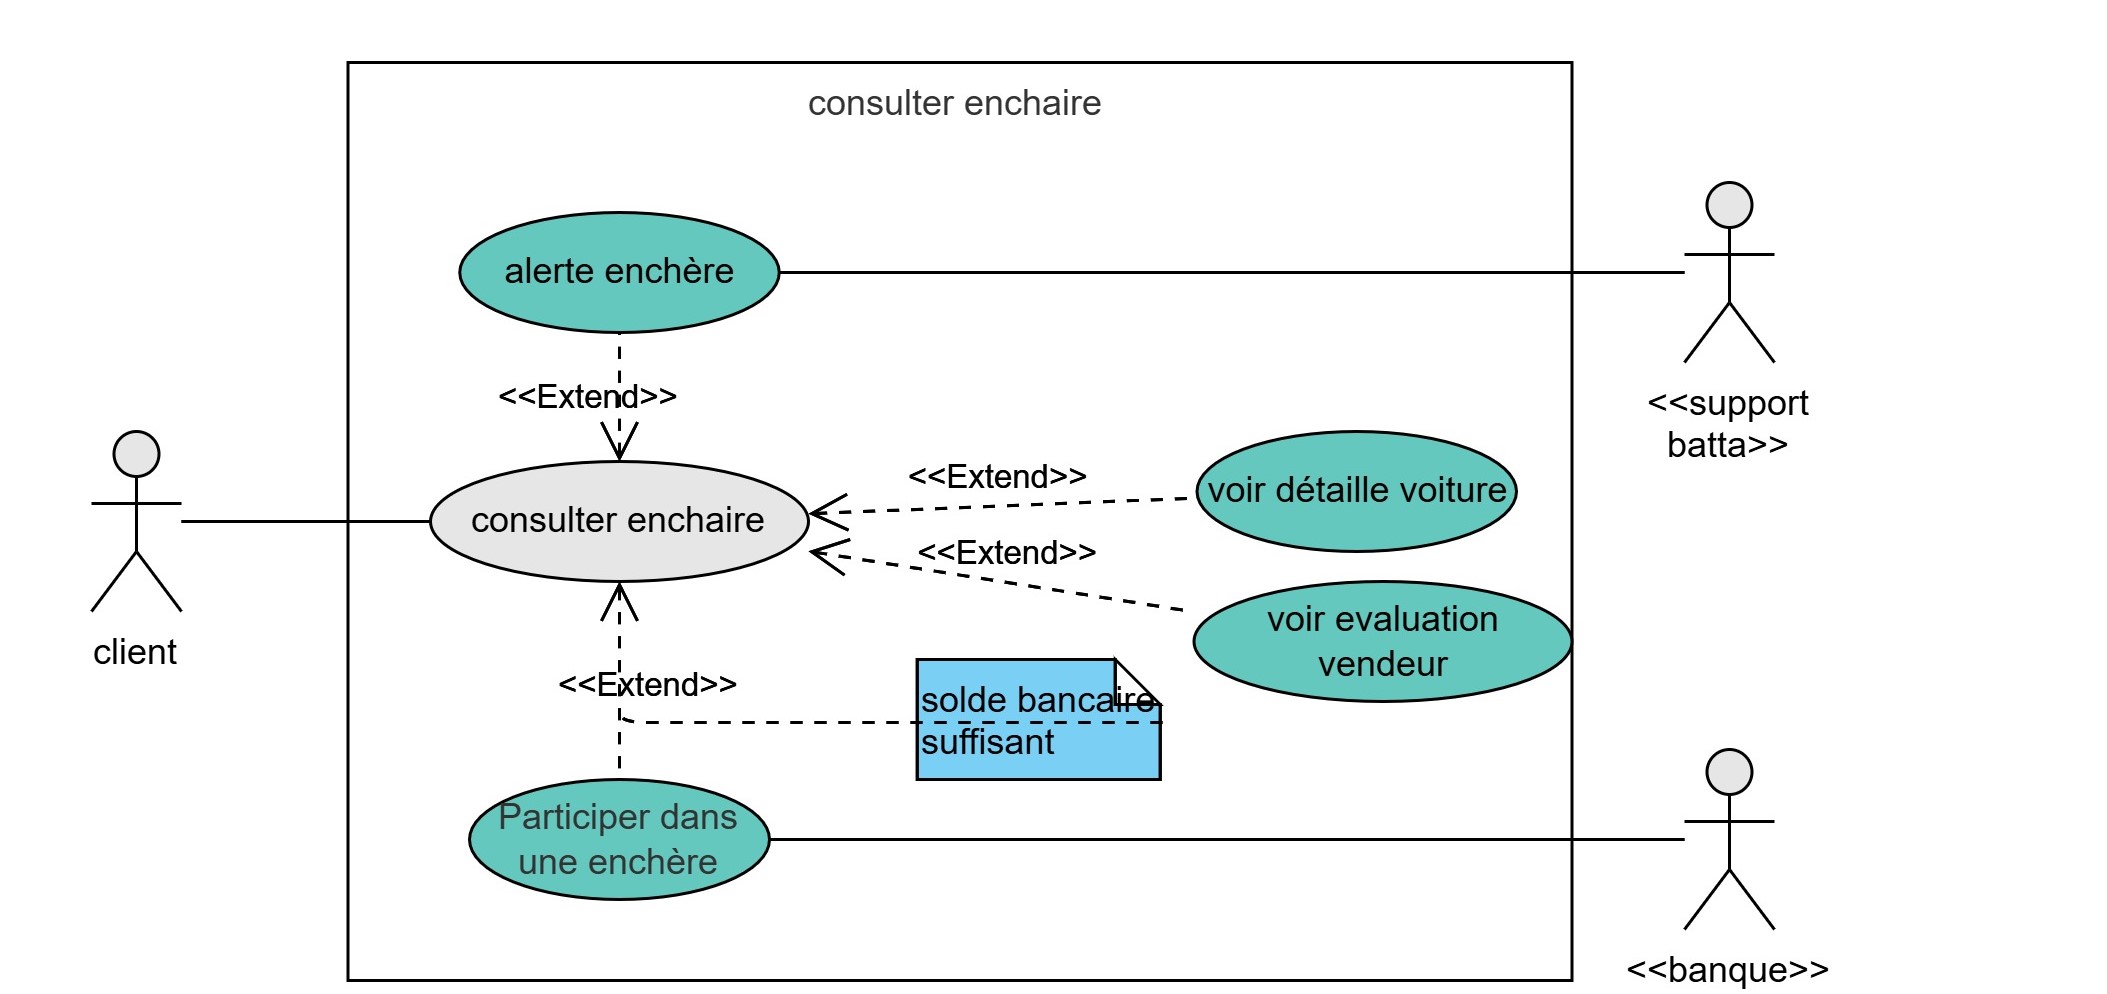 consulter enchaire
alerte enchère
<<Extend>>
<<support
batta>>
consulter enchaire
<<Extend>>
voir détaille voiture
<<Extend>>
voir evaluation
vendeur
client
<<Extend>>
solde bancaire
suffisant
Participer dans
une enchère
<<banque>>